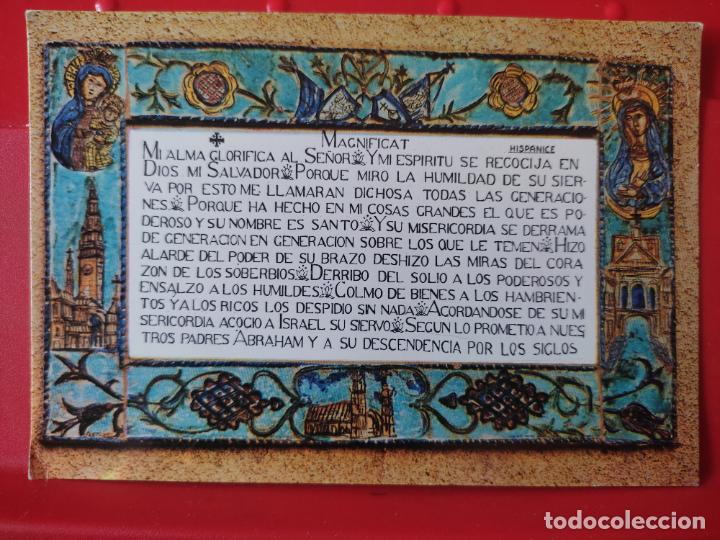 MAGNIFICAT HISPANICE
MI ALMA GLORIFICA AL SEÑOR Y MI ESPIRITU SE REGOCIJA EN
DIOS MI SALVADOR PORQUE MIRO LA HUMILDAD DE SU SIER-
VA POR ESTO ME LLAMARAN DICHOSA TODAS LAS GENERACIO-
NES PORQUE HA HECHO EN MI COSAS GRANDES EL QUE ES PO-
DEROSO Y SU NOMBRE ES SANTO Y SU MISERICORDIA SE DERRAMA
DE GENERACION EN GENERACION SOBRE LOS QUE LE TEMEN HIZO
ALARDE DEL PODER DE SU BRAZO DESHIZO LAS MIRAS DEL CORA
ZON DE LOS SOBERBIOS DERRIBO DEL SOLIO A LOS PODEROSOS Y
ENSALZO A LOS HUMILDES COLMO DE BIENES A LOS HAMBRIEN-
TOS Y A LOS RICOS LOS DESPIDIO SIN NADA ACORDANDOSE DE SU MI
SERICORDIA ACOGIO A ISRAEL SU SIERVO SEGUN LO PROMETIO A NUES
TROS PADRES ABRAHAM Y A SU DESCENDENCIA POR LOS SIGLOS
todocoleccion.net